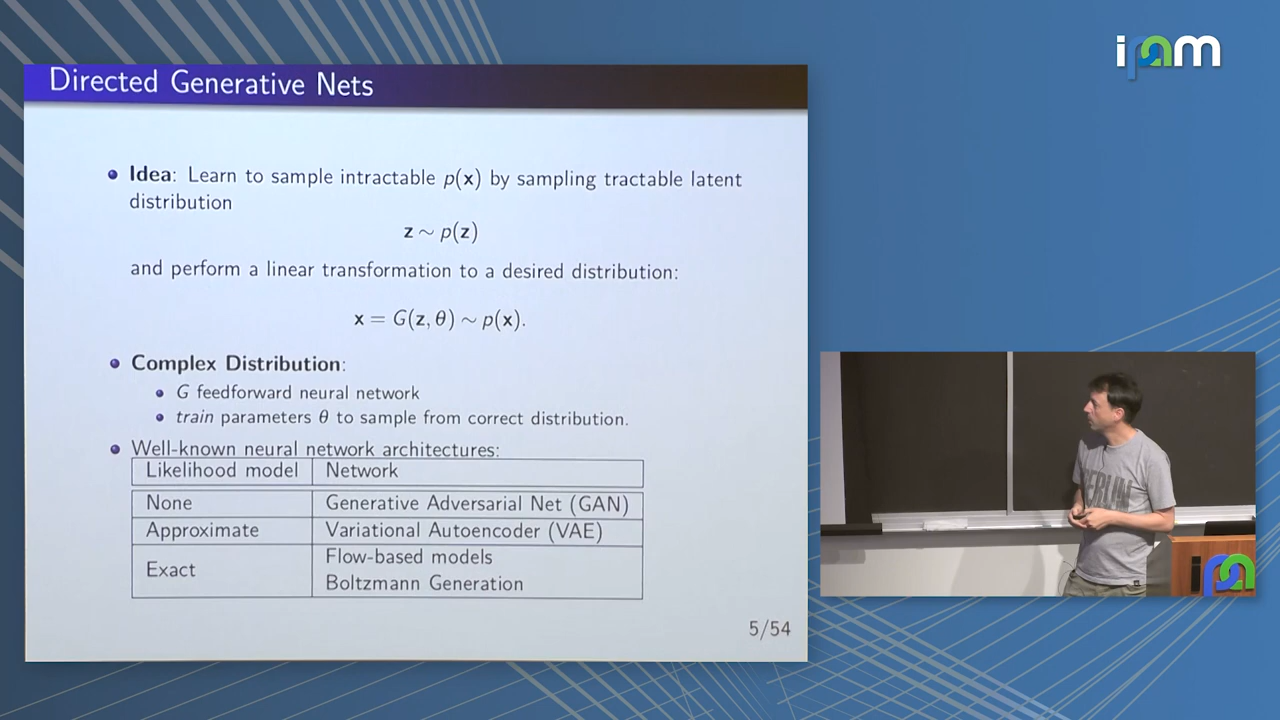 ipam
Directed Generative Nets
Idea: Learn to sample intractable p(x) by sampling tractable latent
distribution
z ∼ p(z)
and perform a linear transformation to a desired distribution:
x = G(z, θ) ∼ p(x).
Complex Distribution:
G feedforward neural network
train parameters θ to sample from correct distribution.
Well-known neural network architectures:
Likelihood model Network
None Generative Adversarial Net (GAN)
Approximate Variational Autoencoder (VAE)
Exact Flow-based models
Boltzmann Generation
5/54
BERLIN